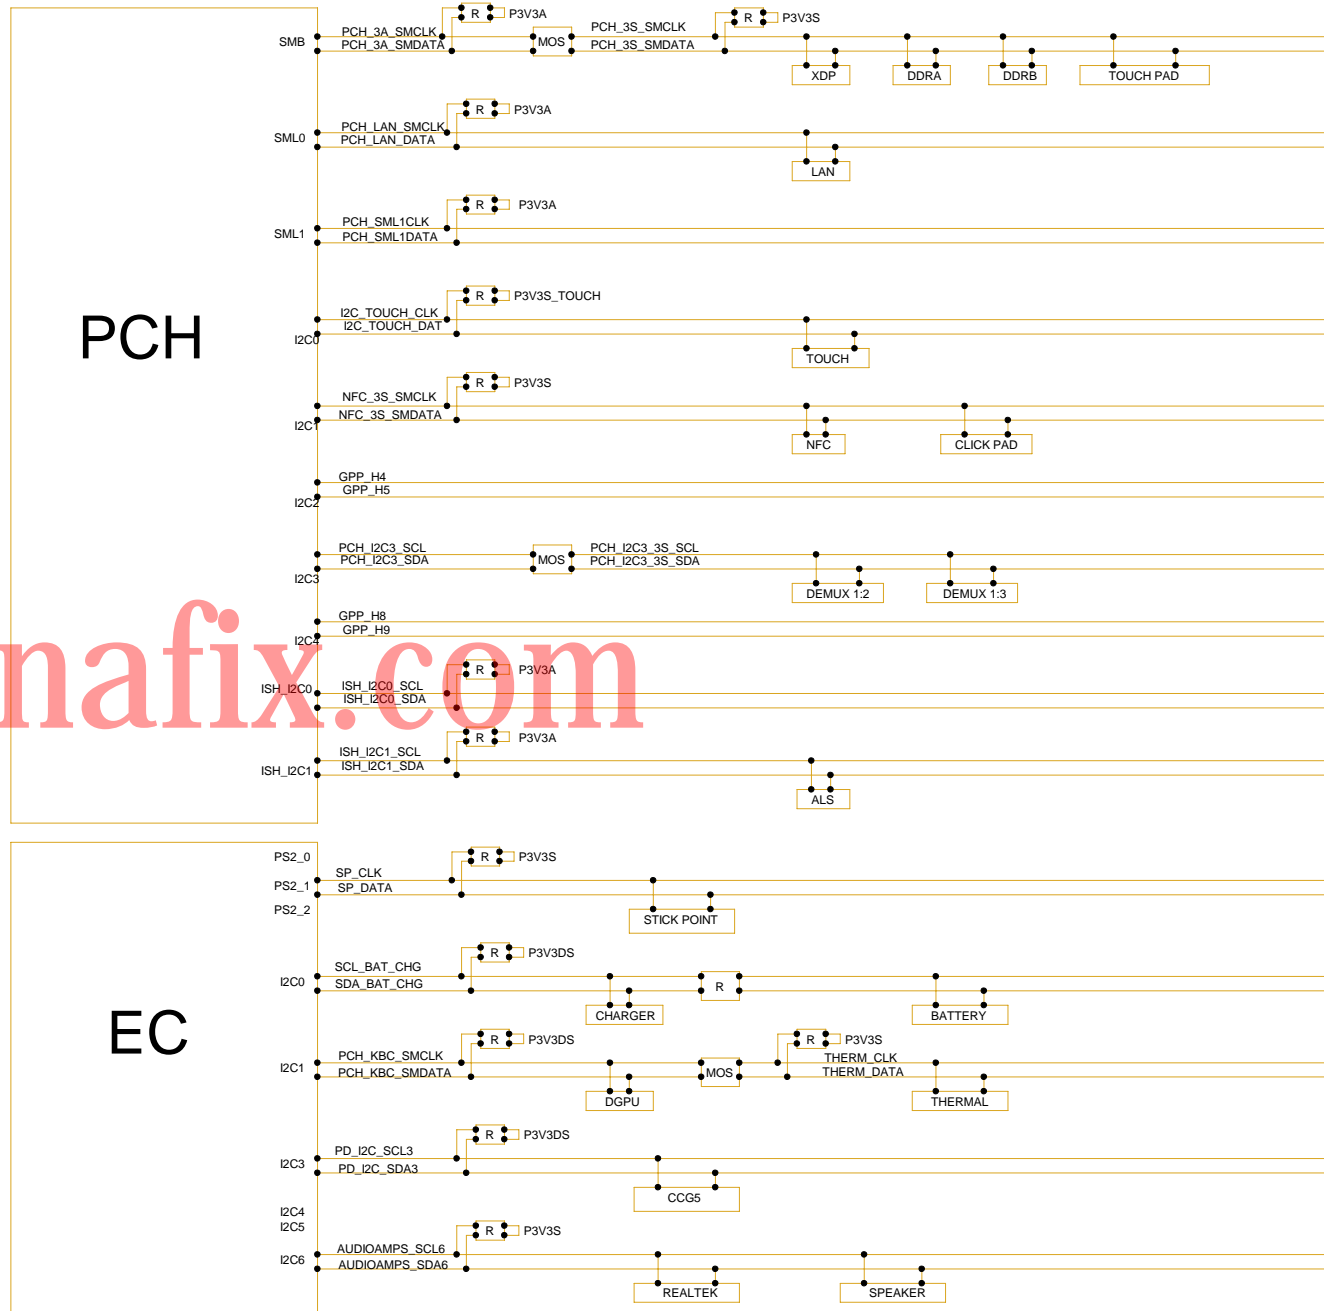 R P3V3A R P3V3S
SMB PCH_3A_SMCLK MOS PCH_3S_SMCLK
PCH_3A_SMDATA PCH_3S_SMDATA
XDP DDRA DDRB TOUCH PAD
R P3V3A
SML0 PCH_LAN_SMCLK
PCH_LAN_DATA
LAN
R P3V3A
SML1 PCH_SML1CLK
PCH_SML1DATA
R P3V3S_TOUCH
PCH
I2C0 I2C_TOUCH_CLK
I2C_TOUCH_DAT
TOUCH
R P3V3S
I2C1 NFC_3S_SMCLK
NFC_3S_SMDATA
NFC CLICK PAD
I2C2 GPP_H4
GPP_H5
I2C3 PCH_I2C3_SCL MOS PCH_I2C3_3S_SCL
PCH_I2C3_SDA PCH_I2C3_3S_SDA
DEMUX 1:2 DEMUX 1:3
I2C4 GPP_H8
GPP_H9
nafix.com
R P3V3A
ISH_I2C0 ISH_I2C0_SCL
ISH_I2C0_SDA
R P3V3A
ISH_I2C1 ISH_I2C1_SCL
ISH_I2C1_SDA
ALS
PS2_0 R P3V3S
PS2_1 SP_CLK
SP_DATA
PS2_2 STICK POINT
R P3V3DS
I2C0 SCL_BAT_CHG R
SDA_BAT_CHG
CHARGER BATTERY
EC
R P3V3DS R P3V3S
I2C1 PCH_KBC_SMCLK MOS THERM_CLK
PCH_KBC_SMDATA THERM_DATA
DGPU THERMAL
R P3V3DS
I2C3 PD_I2C_SCL3
PD_I2C_SDA3
CCG5
I2C4
I2C5 R P3V3S
I2C6 AUDIOAMPS_SCL6
AUDIOAMPS_SDA6
REALTEK SPEAKER